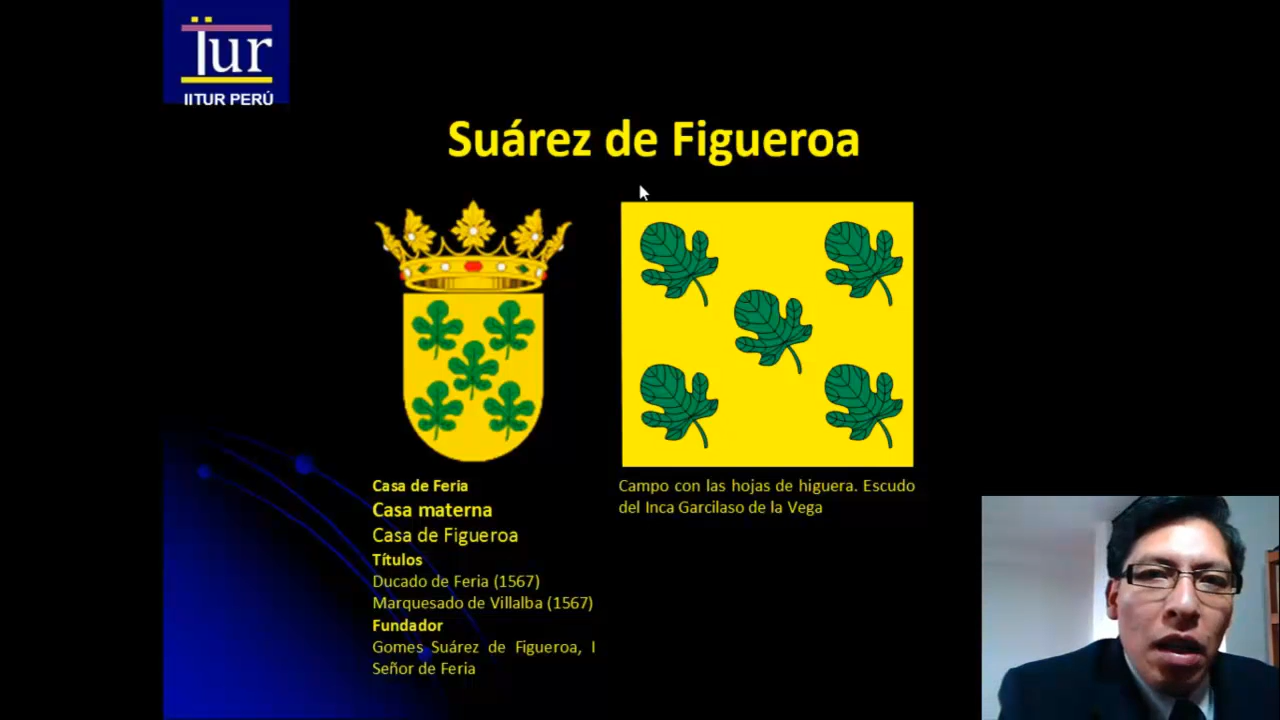 Tur
IITUR PERÚ
Suárez de Figueroa
Casa de Feria
Casa materna
Casa de Figueroa
Títulos
Ducado de Feria (1567)
Marquesado de Villalba (1567)
Fundador
Gomes Suárez de Figueroa, I
Señor de Feria
Campo con las hojas de higuera. Escudo
del Inca Garcilaso de la Vega